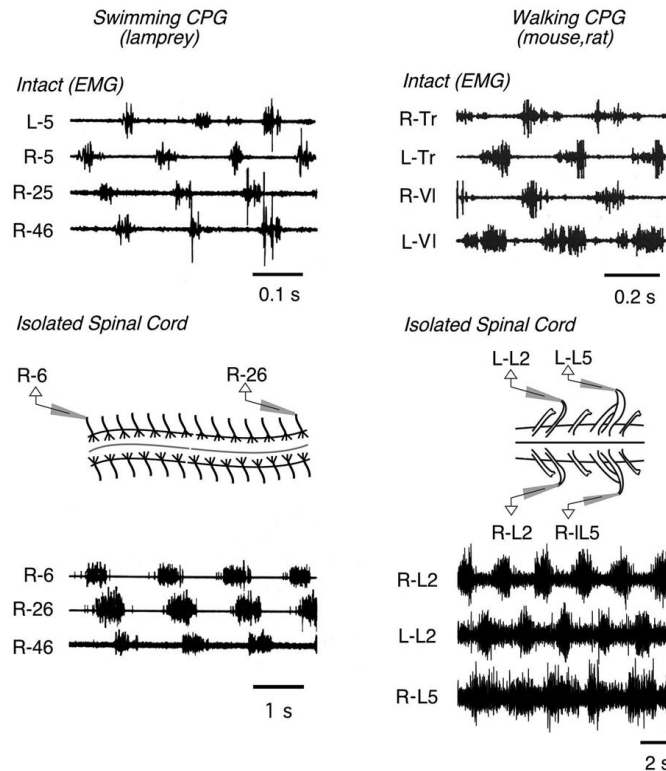 Swimming CPG
(lamprey)
Intact (EMG)
L-5
R-5
R-25
R-46
0.1 s
Isolated Spinal Cord
R-6
R-26
R-6
R-26
R-46
1 s
Walking CPG
(mouse,rat)
Intact (EMG)
R-Tr
L-Tr
R-Vl
L-Vl
0.2 s
Isolated Spinal Cord
L-L2 L-L5
R-L2 R-lL5
R-L2
L-L2
R-L5
2 s